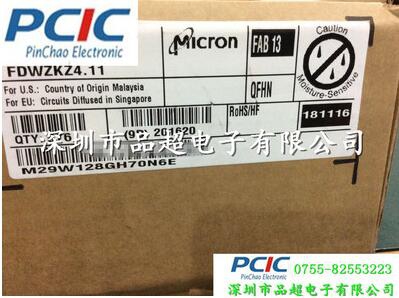 PCIC
PinChao Electronic
Micron
FAB 13
CAUTION
Moisture-Sensitive
FDWZKZ4.11
For U.S.: Country of Origin Malaysia
For EU: Circuits Diffused in Singapore
QFHN
RoHS/HF
181116
QTY
201620
深圳市品超电子有限公司
M29W128GH70N6E
PCIC
PinChao Electronic
0755-82553223
深圳市品超电子有限公司